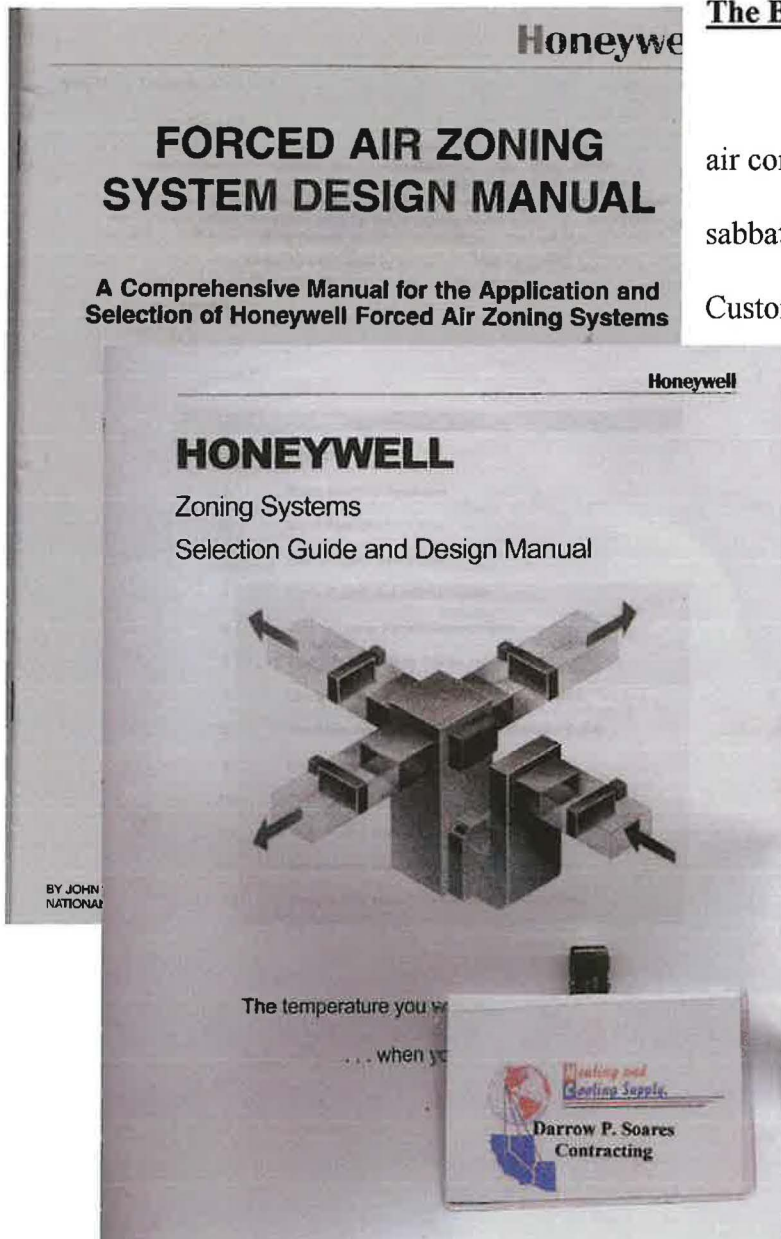 The
Honeywe
FORCED AIR ZONING
SYSTEM DESIGN MANUAL
A Comprehensive Manual for the Application and
Selection of Honeywell Forced Air Zoning Systems
air
sabba
Custo
Honeywell
HONEYWELL
Zoning Systems
Selection Guide and Design Manual
BY JOHN
NATIONA
The temperature you
. . . when
Heating and
Cooling Supply.
Darrow P. Soares
Contracting